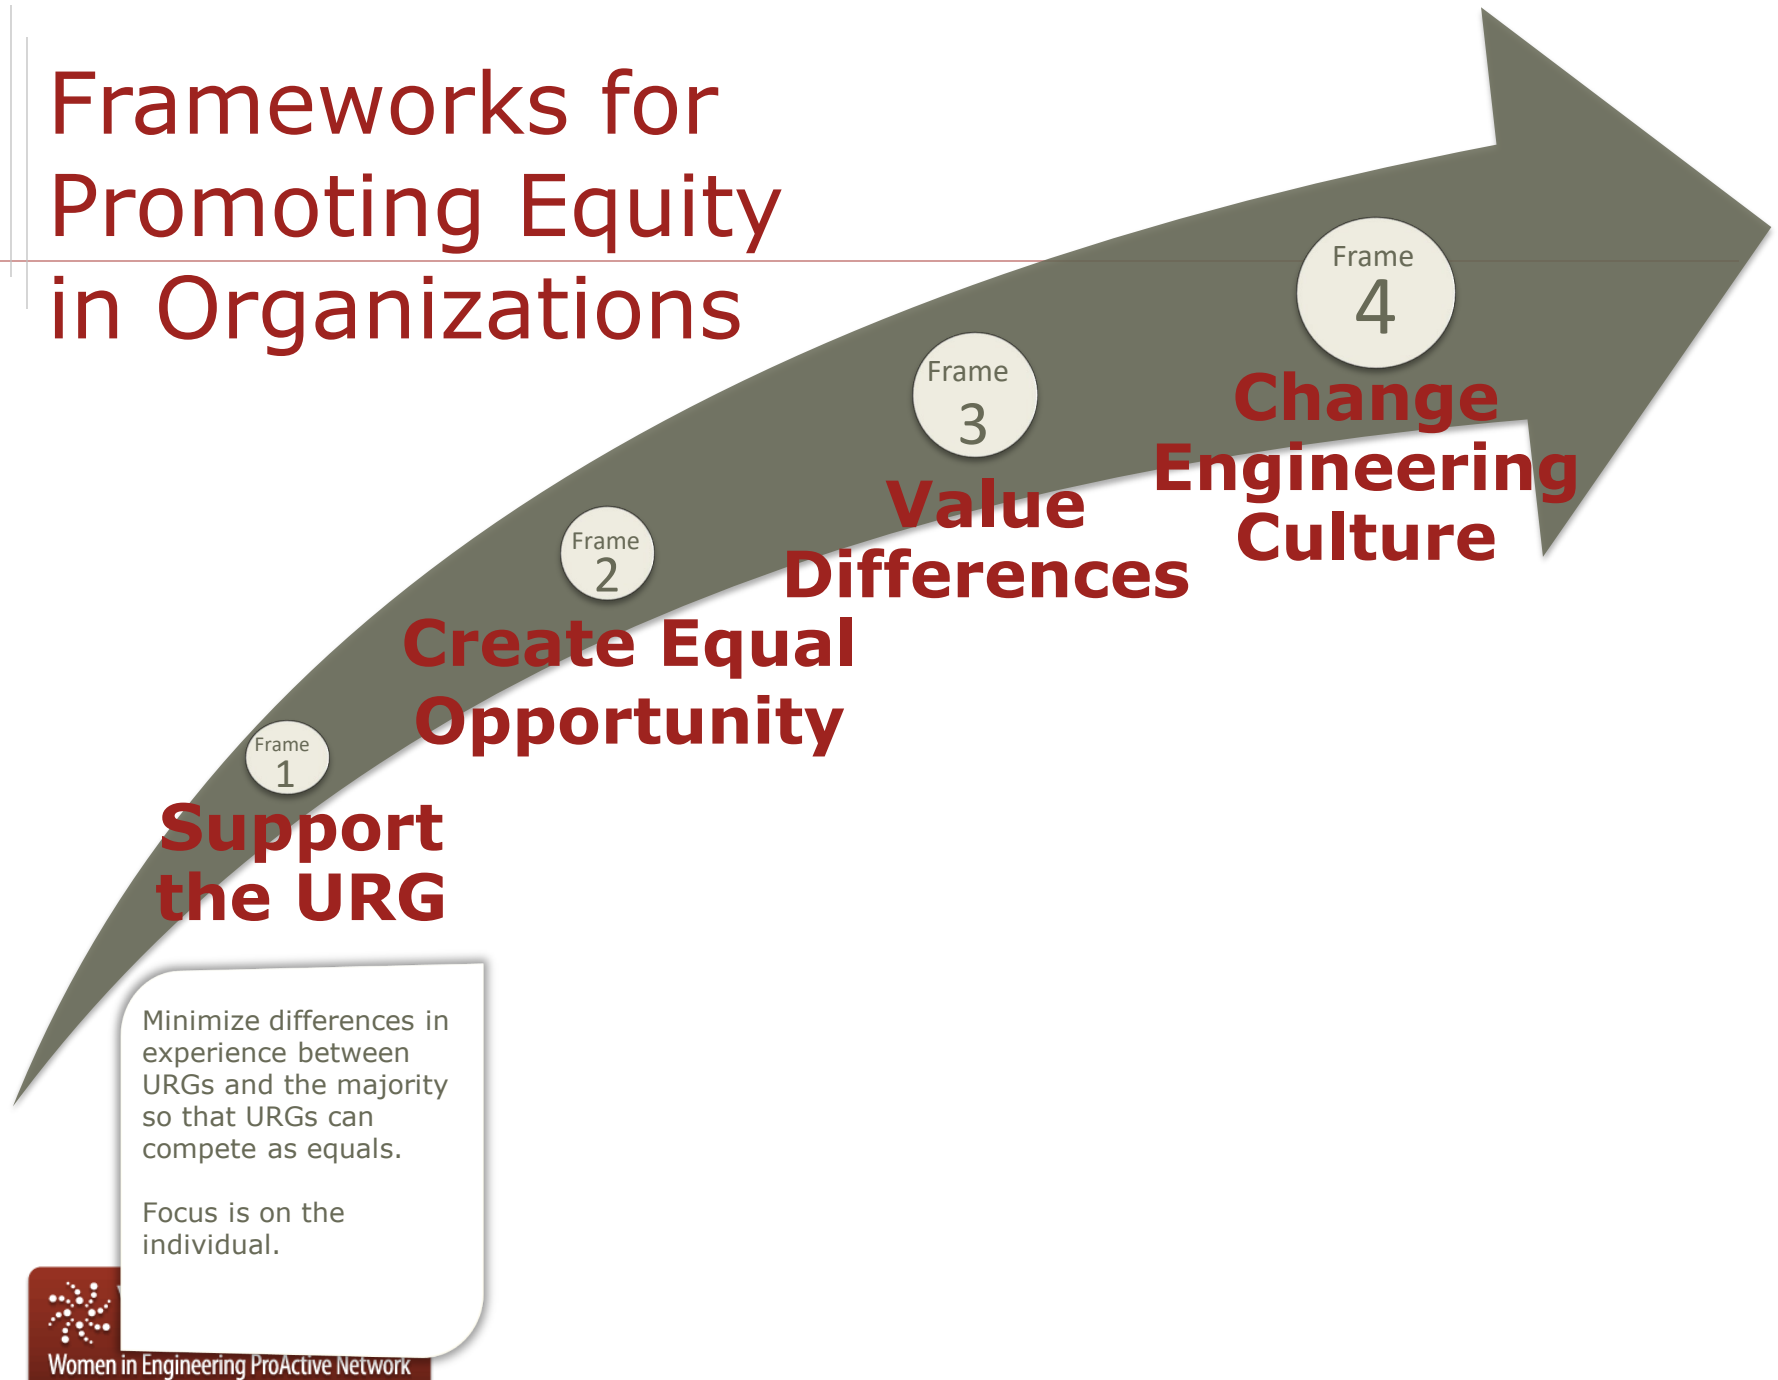 Frameworks for
Promoting Equity
in Organizations
Frame
4
Change
Engineering
Culture
Frame
3
Value
Differences
Frame
2
Create Equal
Opportunity
Frame
1
Support
the URG
Minimize differences in
experience between
URGs and the majority
so that URGs can
compete as equals.
Focus is on the
individual.
Women in Engineering ProActive Network